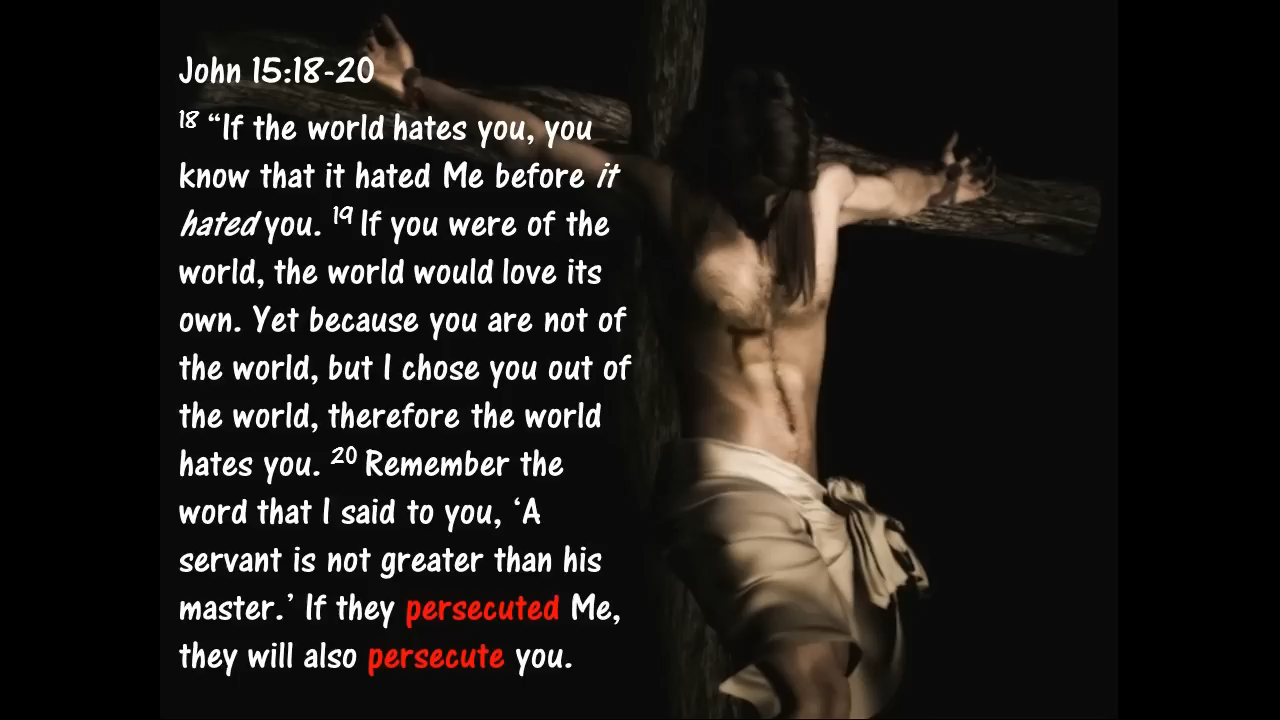 John 15:18-20
18 “If the world hates you, you
know that it hated Me before it
hated you. 19 If you were of the
world, the world would love its
own. Yet because you are not of
the world, but I chose you out of
the world, therefore the world
hates you. 20 Remember the
word that I said to you, ‘A
servant is not greater than his
master.’ If they persecuted Me,
they will also persecute you.